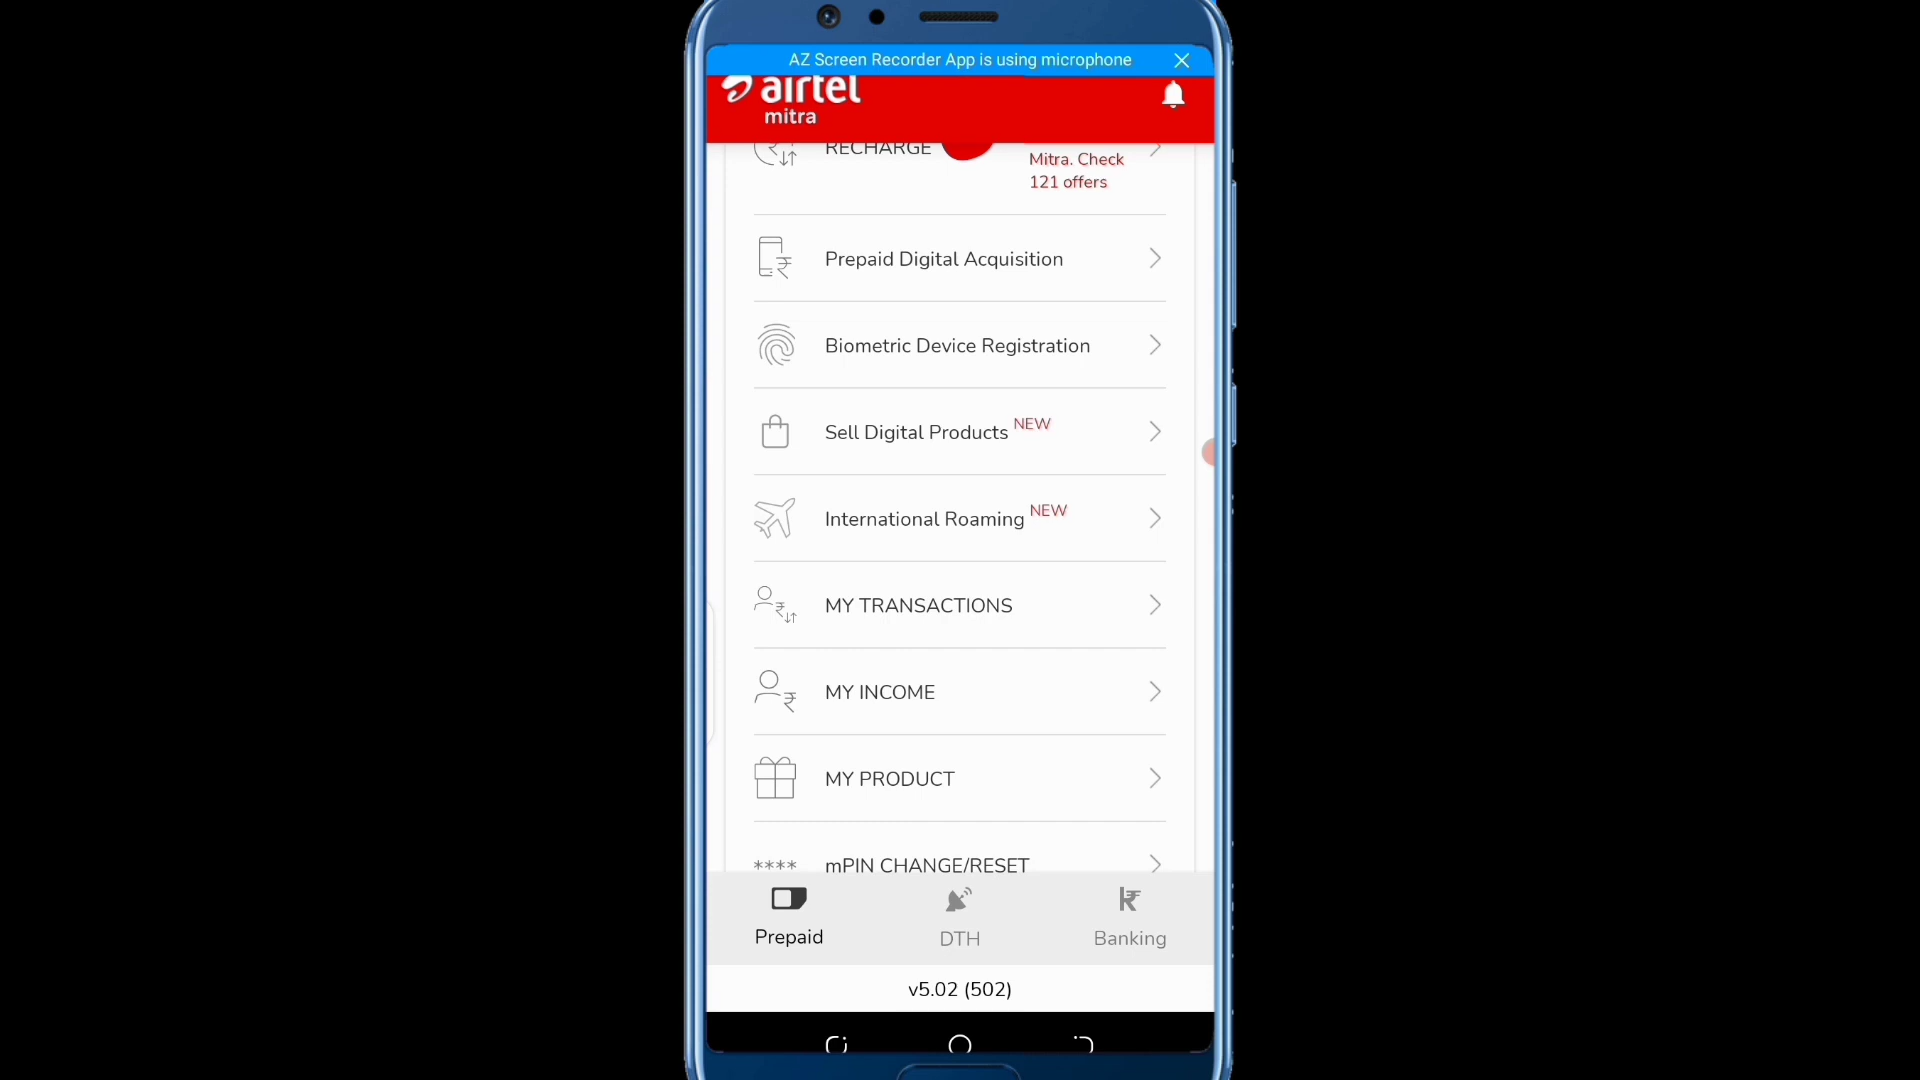 AZ Screen Recorder App is using microphone
airtel
mitra
RECHARGE
Mitra. Check
121 offers
Prepaid Digital Acquisition
Biometric Device Registration
Sell Digital Products NEW
International Roaming NEW
MY TRANSACTIONS
MY INCOME
MY PRODUCT
**** mPIN CHANGE/RESET
Prepaid
DTH
Banking
v5.02 (502)